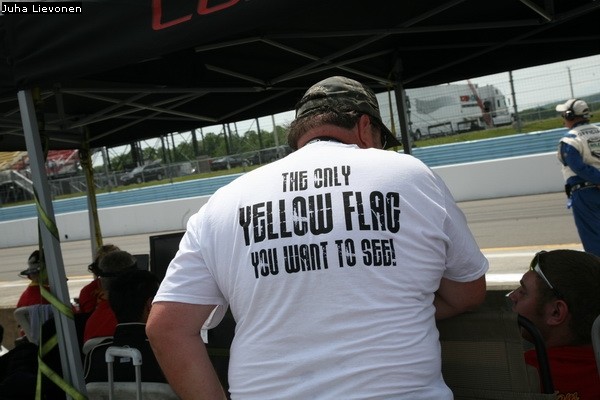 Juha Lievonen
THE ONLY
YELLOW FLAG
YOU WANT TO SEE!